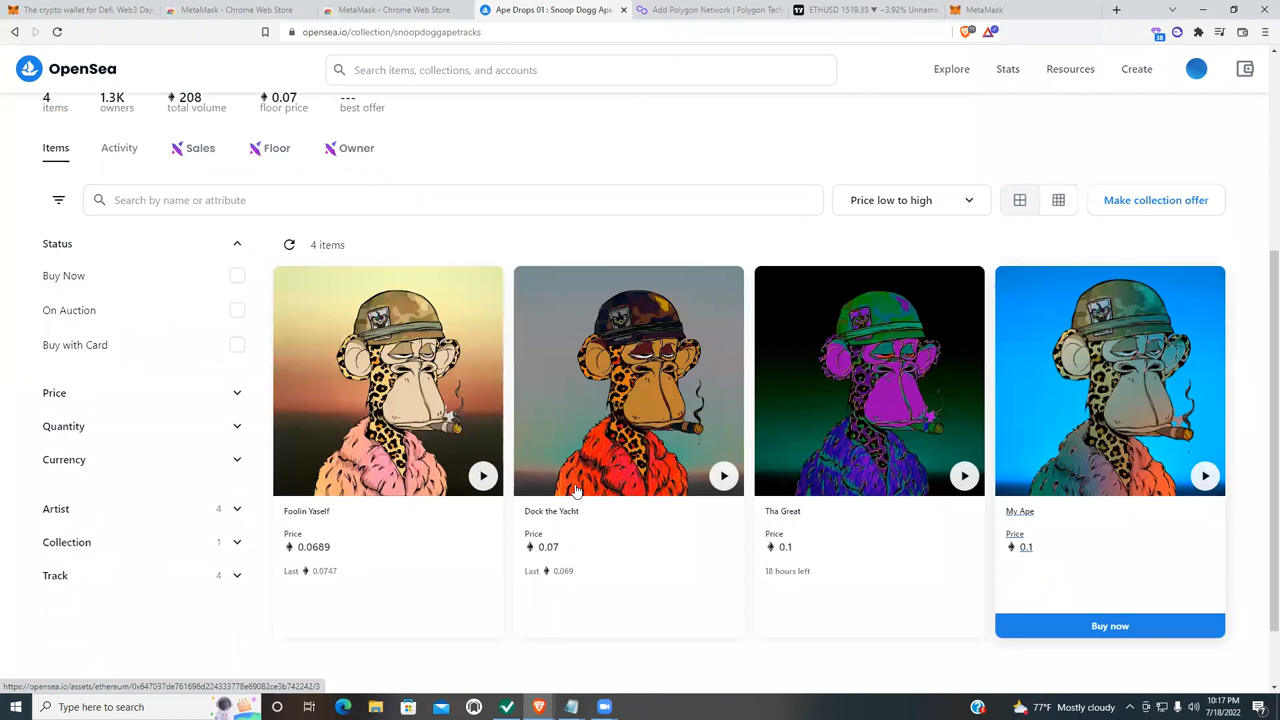 The crypto wallet for Defi, Web3 Dap
MetaMask - Chrome Web Store
MetaMask - Chrome Web Store
Ape Drops 01: Snoop Dogg Ape
Add Polygon Network | Polygon Tech
ETHUSD 1519.35 ▼ +3.92% Unname
MetaMask
opensea.io/collection/snoopdoggapetracks
OpenSea
Search items, collections, and accounts
Explore
Stats
Resources
Create
4
1.3K
208
0.07
---
items
owners
total volume
floor price
best offer
Items
Activity
Sales
Floor
Owner
Search by name or attribute
Price low to high
Make collection offer
Status
4 items
Buy Now
On Auction
Buy with Card
Price
Quantity
Currency
Artist 4
Collection 1
Track 4
Foolin Yaself
Price
0.0689
Last 0.0747
Dock the Yacht
Price
0.07
Last 0.069
Tha Great
Price
0.1
18 hours left
My Ape
Price
0.1
Buy now
https://opensea.io/assets/ethereum/0x647037de761696d224333778e69082ce3b742242/3
Type here to search
77°F Mostly cloudy
10:17 PM
7/18/2022